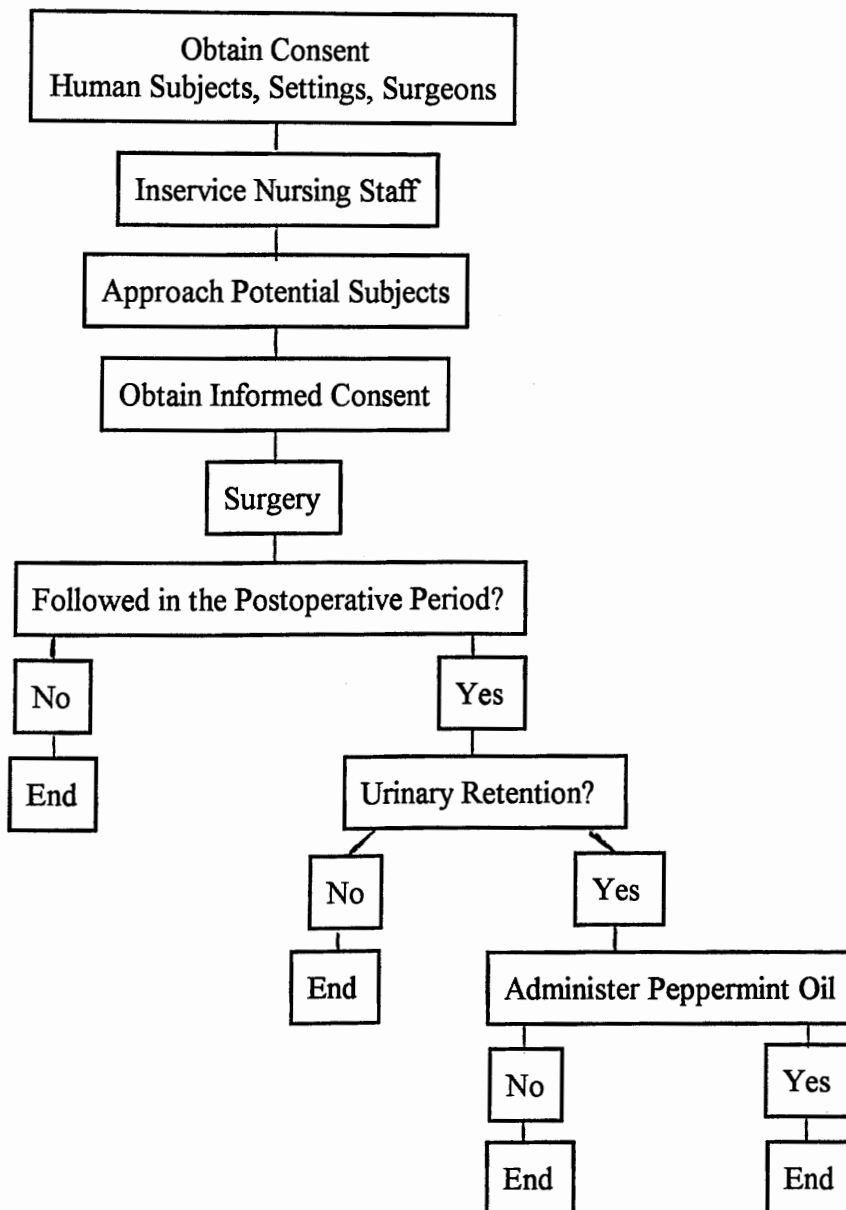 Obtain Consent
Human Subjects, Settings, Surgeons
Inservice Nursing Staff
Approach Potential Subjects
Obtain Informed Consent
Surgery
Followed in the Postoperative Period?
No
Yes
End
Urinary Retention?
No
Yes
End
Administer Peppermint Oil
No
Yes
End
End